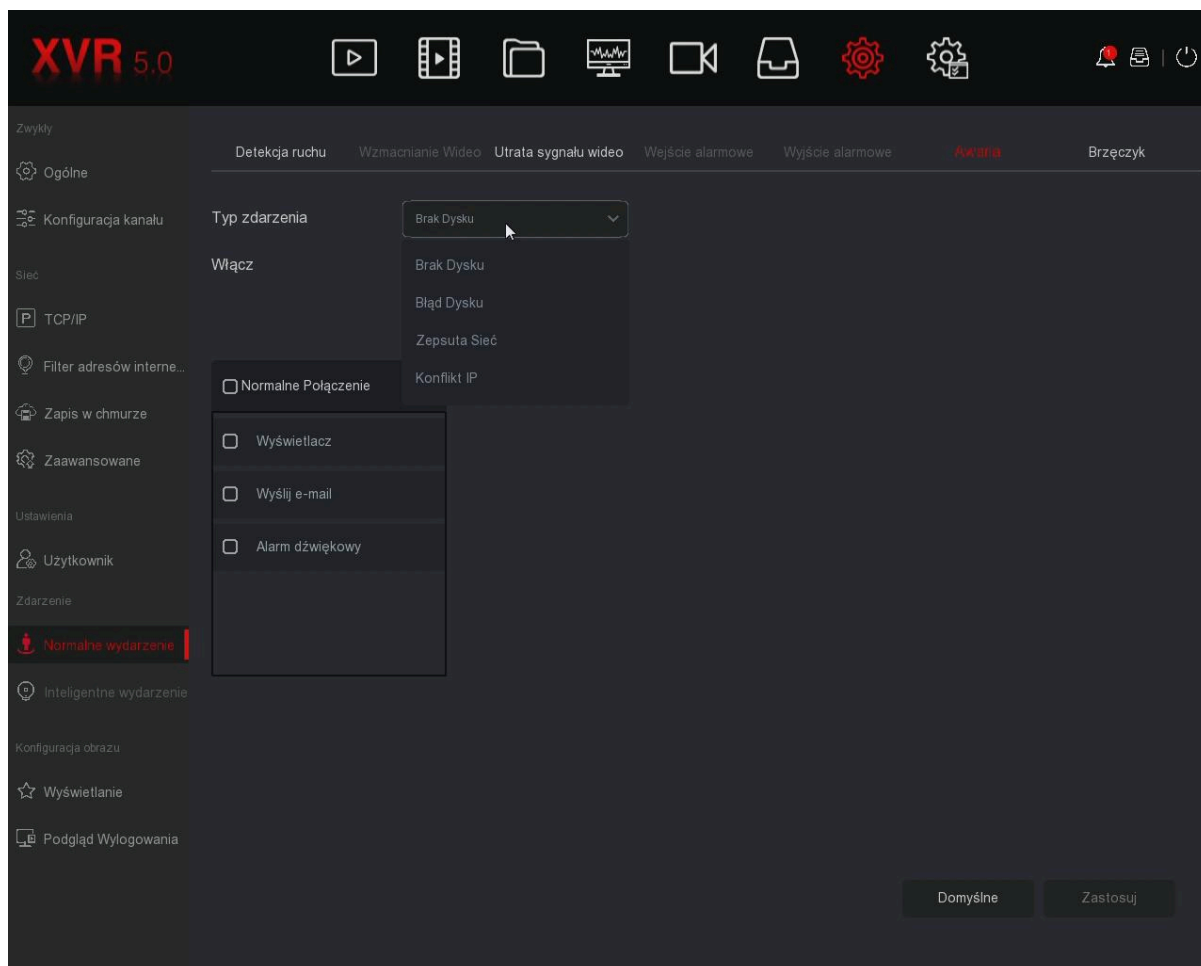 XVR 5.0
1
Zwykły
Ogólne
Konfiguracja kanału
Sieć
P TCP/IP
Filter adresów interne...
Zapis w chmurze
Zaawansowane
Ustawienia
Użytkownik
Zdarzenie
Normalne wydarzenie
Inteligentne wydarzenie
Konfiguracja obrazu
Wyświetlanie
Podgląd Wylogowania
Detekcja ruchu Wzmacnianie Wideo Utrata sygnału wideo Wejście alarmowe Wyjście alarmowe Awaria Brzęczyk
Typ zdarzenia Brak Dysku
Włącz
Brak Dysku
Błąd Dysku
Zepsuta Sieć
Konflikt IP
Normalne Połączenie
Wyświetlacz
Wyślij e-mail
Alarm dźwiękowy
Domyślne Zastosuj